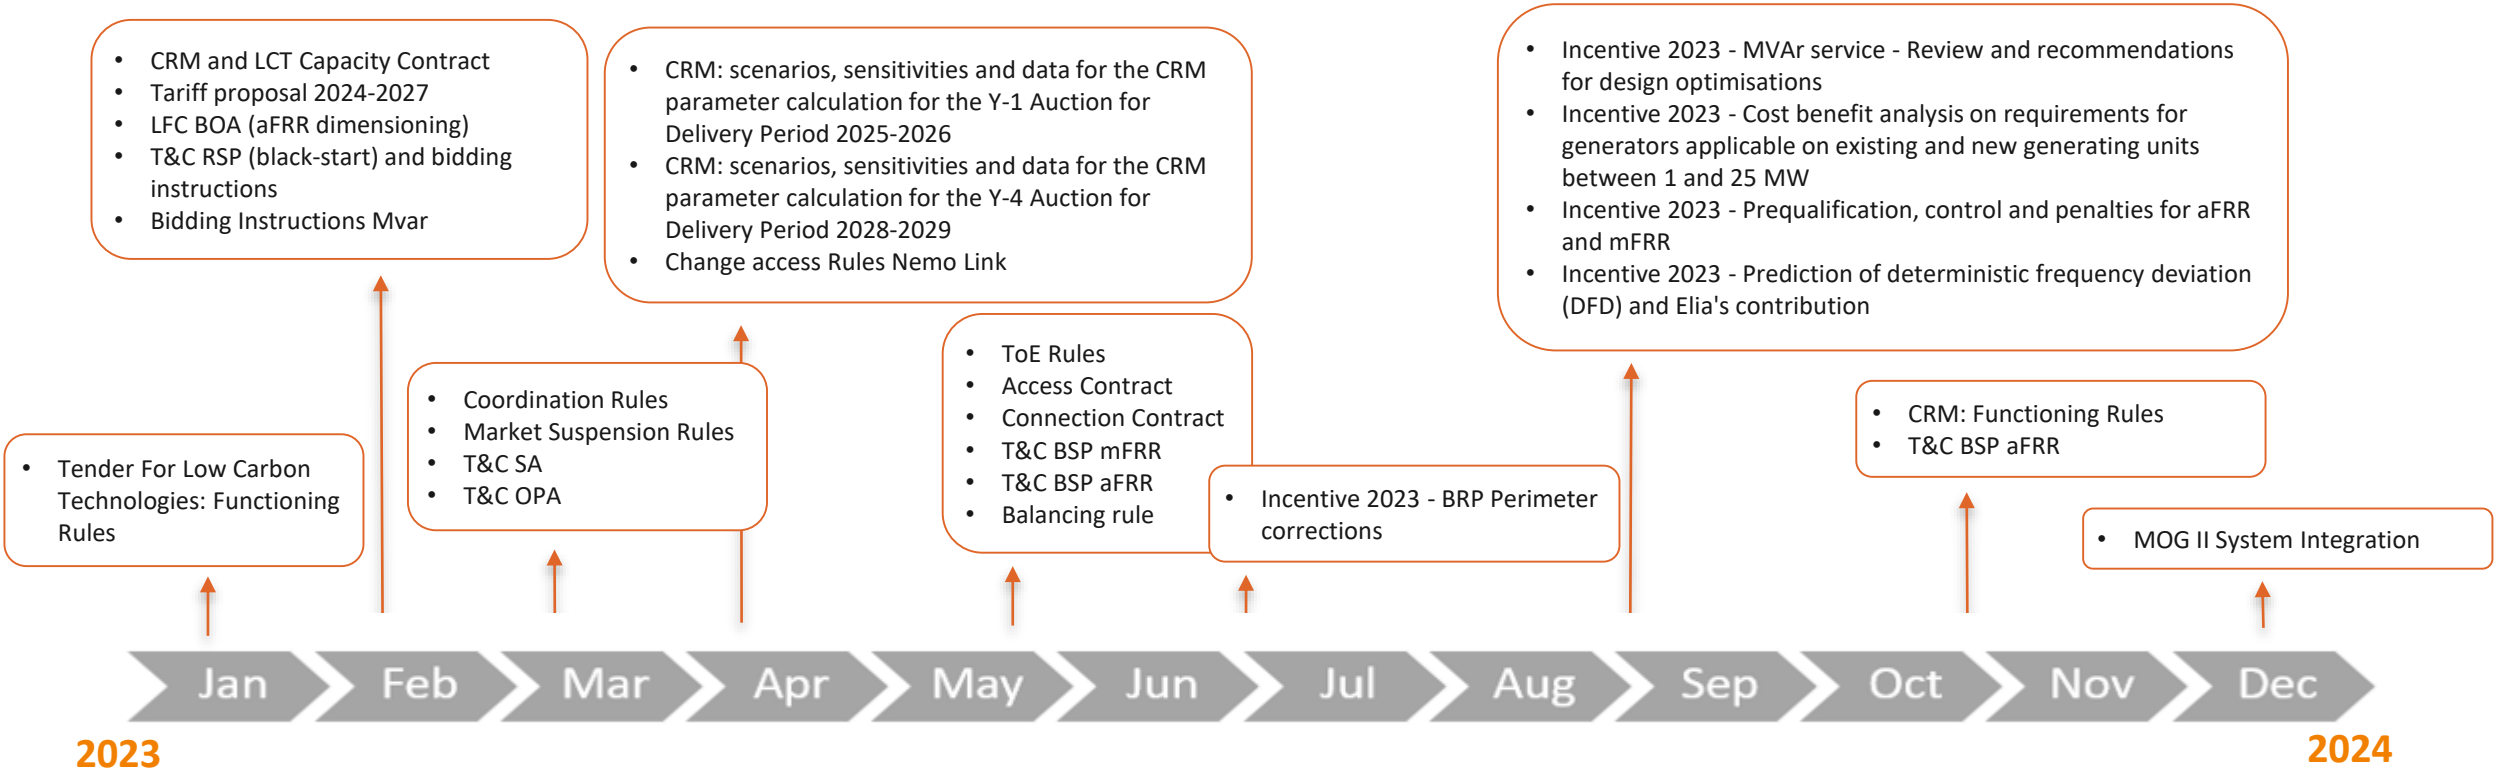 • CRM and LCT Capacity Contract
• Tariff proposal 2024-2027
• LFC BOA (aFRR dimensioning)
• T&C RSP (black-start) and bidding
instructions
• Bidding Instructions Mvar
• CRM: scenarios, sensitivities and data for the CRM
parameter calculation for the Y-1 Auction for
Delivery Period 2025-2026
• CRM: scenarios, sensitivities and data for the CRM
parameter calculation for the Y-4 Auction for
Delivery Period 2028-2029
• Change access Rules Nemo Link
• Incentive 2023 - MVAr service - Review and recommendations
for design optimisations
• Incentive 2023 - Cost benefit analysis on requirements for
generators applicable on existing and new generating units
between 1 and 25 MW
• Incentive 2023 - Prequalification, control and penalties for aFRR
and mFRR
• Incentive 2023 - Prediction of deterministic frequency deviation
(DFD) and Elia's contribution
• Tender For Low Carbon
Technologies: Functioning
Rules
• Coordination Rules
• Market Suspension Rules
• T&C SA
• T&C OPA
• ToE Rules
• Access Contract
• Connection Contract
• T&C BSP mFRR
• T&C BSP aFRR
• Balancing rule
• Incentive 2023 - BRP Perimeter
corrections
• CRM: Functioning Rules
• T&C BSP aFRR
• MOG II System Integration
Jan Feb Mar Apr May Jun Jul Aug Sep Oct Nov Dec
2023 2024